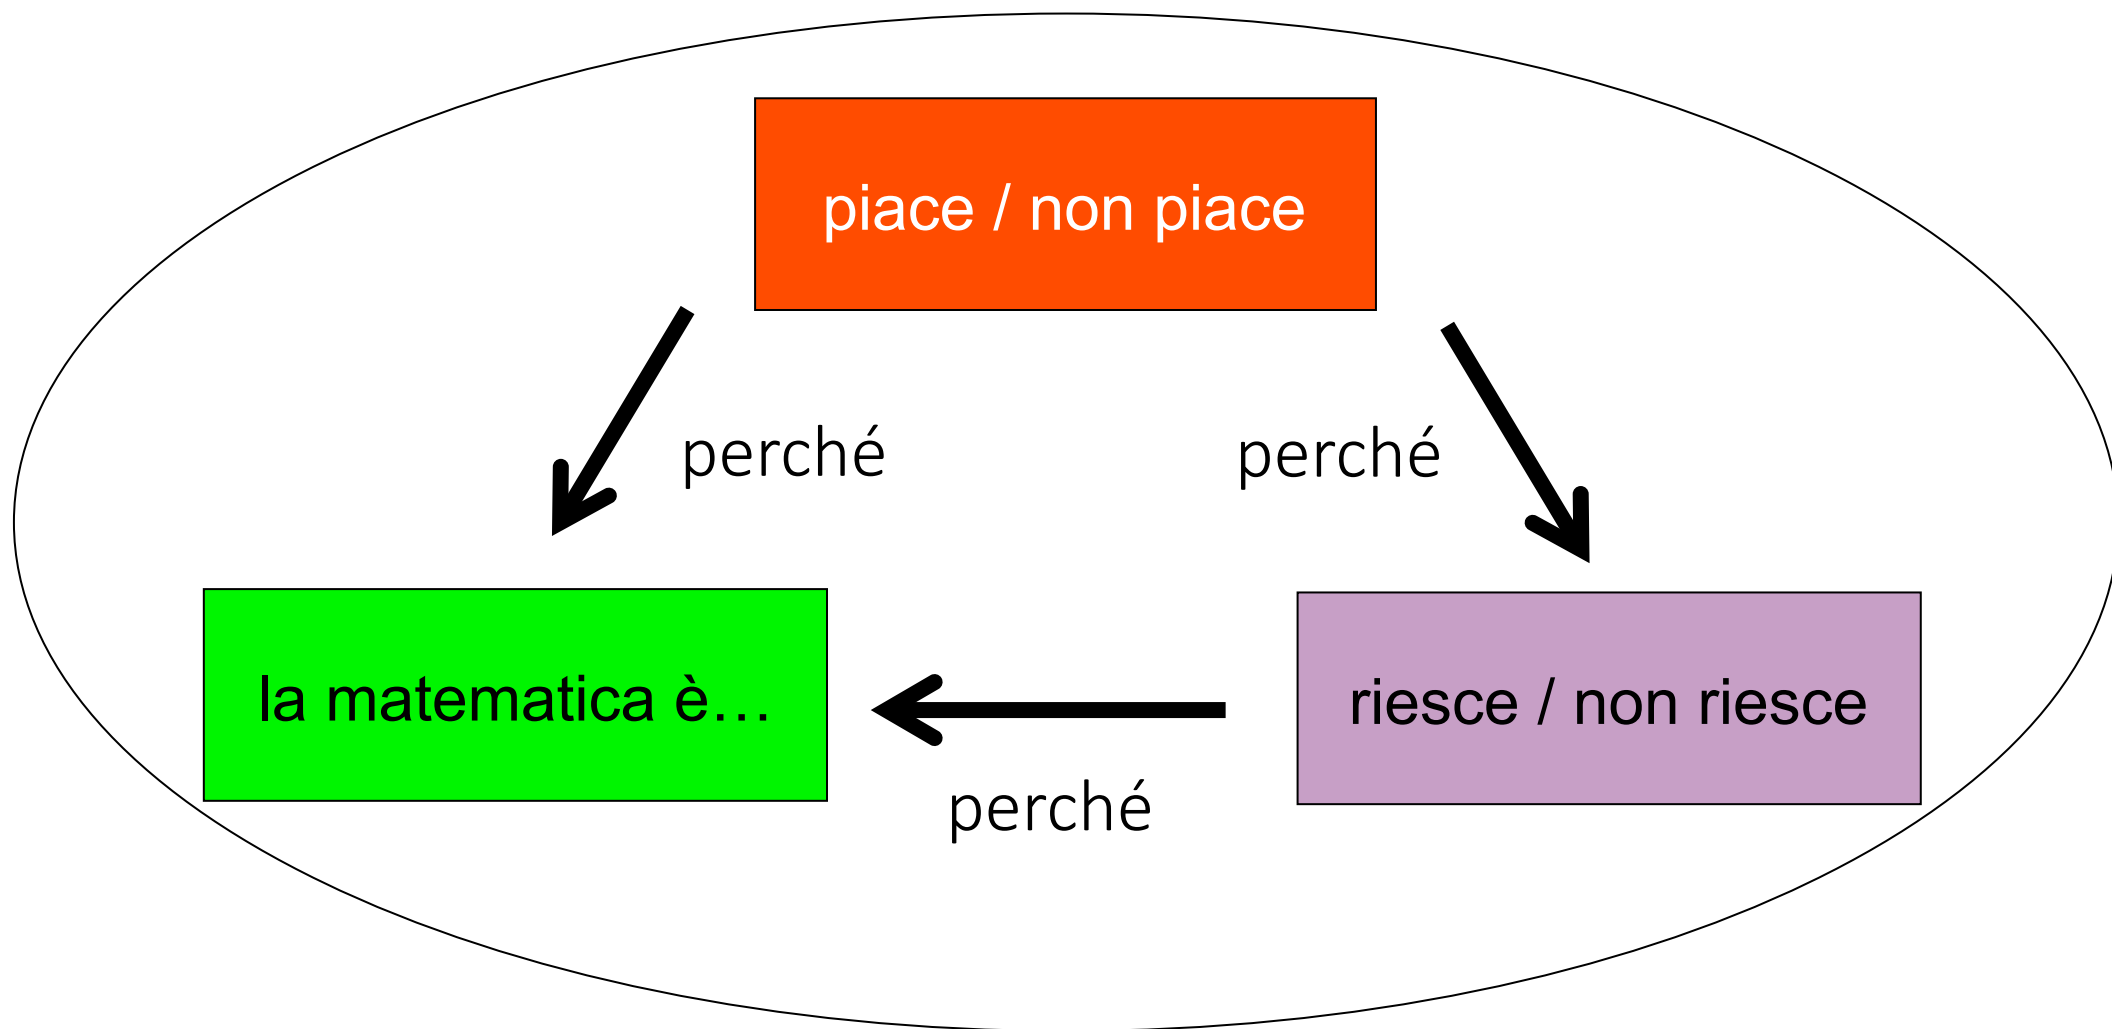 piace / non piace
perché
perché
la matematica è…
riesce / non riesce
perché